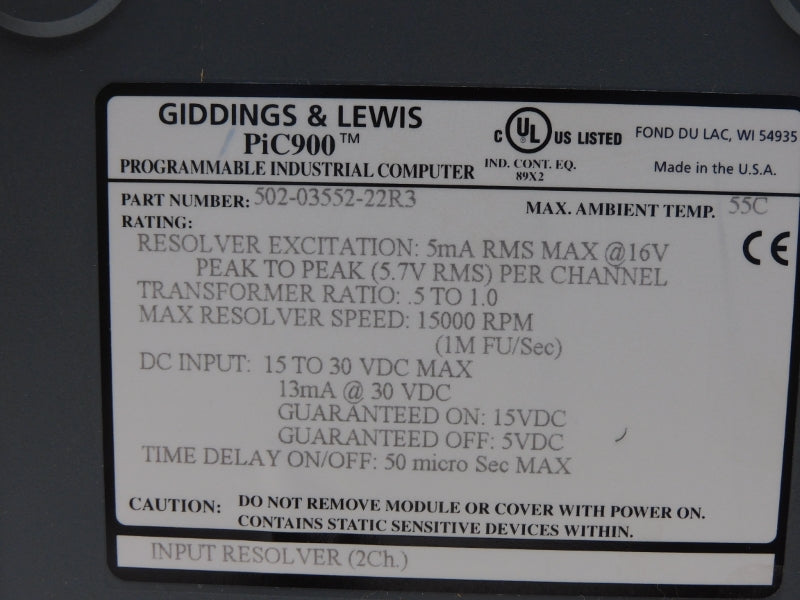 GIDDINGS & LEWIS
PiC900™
PROGRAMMABLE INDUSTRIAL COMPUTER
C UL US LISTED
IND. CONT. EQ.
89X2
FOND DU LAC, WI 54935
Made in the U.S.A.
PART NUMBER: 502-03552-22R3
MAX. AMBIENT TEMP. 55C
RATING:
CE
RESOLVER EXCITATION: 5mA RMS MAX @16V
PEAK TO PEAK (5.7V RMS) PER CHANNEL
TRANSFORMER RATIO: .5 TO 1.0
MAX RESOLVER SPEED: 15000 RPM
(1M FU/Sec)
DC INPUT: 15 TO 30 VDC MAX
13mA @ 30 VDC
GUARANTEED ON: 15VDC
GUARANTEED OFF: 5VDC
TIME DELAY ON/OFF: 50 micro Sec MAX
CAUTION: DO NOT REMOVE MODULE OR COVER WITH POWER ON.
CONTAINS STATIC SENSITIVE DEVICES WITHIN.
INPUT RESOLVER (2Ch.)